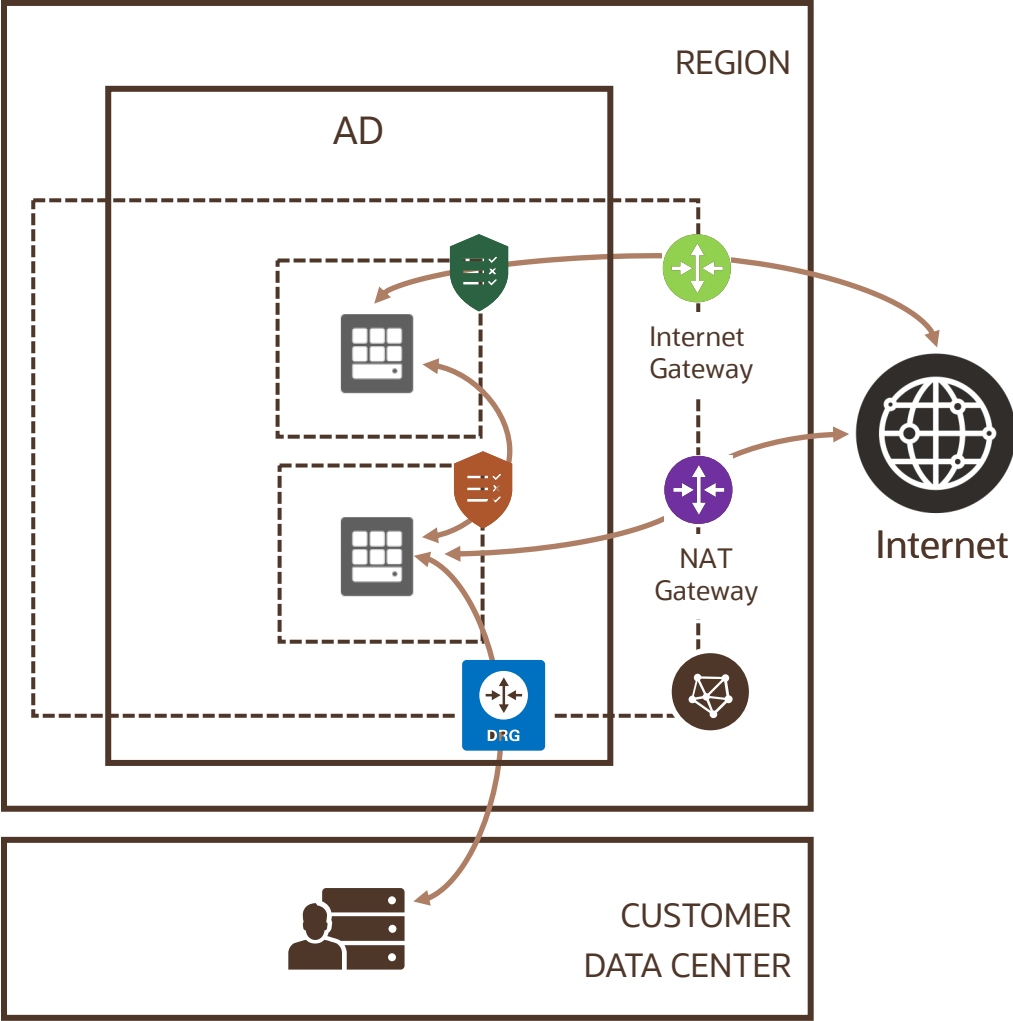 REGION
AD
Internet
Gateway
Internet
NAT
Gateway
DRG
CUSTOMER
DATA CENTER